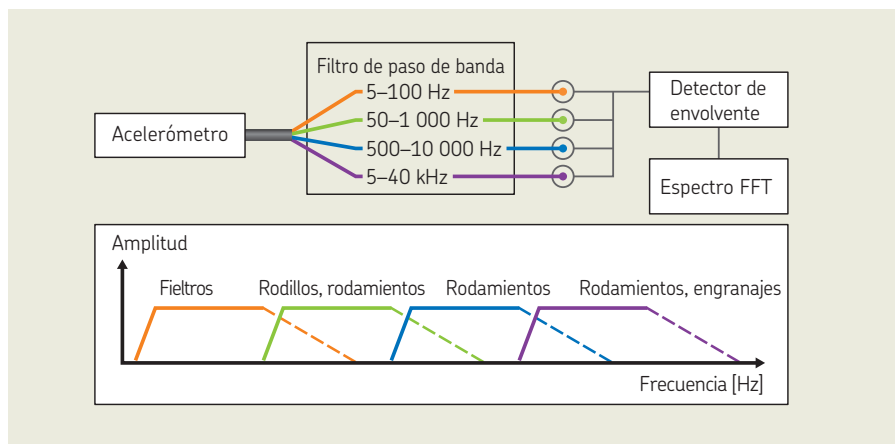 Filtro de paso de banda
5–100 Hz
50–1 000 Hz
500–10 000 Hz
5–40 kHz
Acelerómetro
Detector de
envolvente
Espectro FFT
Amplitud
Fieltros
Rodillos, rodamientos
Rodamientos
Rodamientos, engranajes
Frecuencia [Hz]